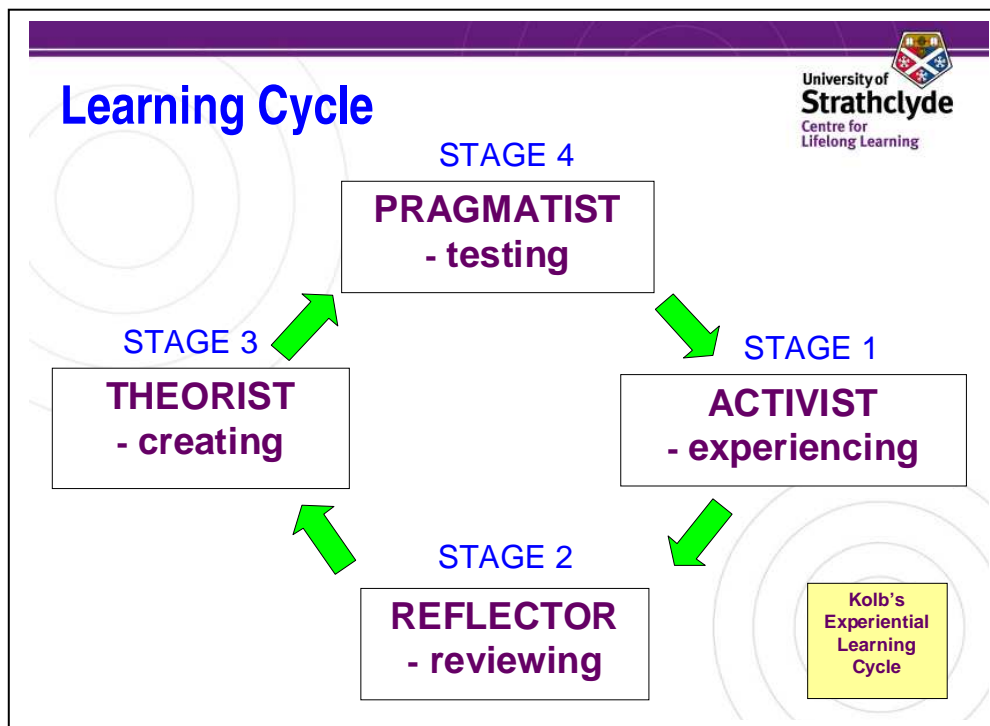 Learning Cycle
University of
Strathclyde
Centre for
Lifelong Learning
STAGE 4
PRAGMATIST
- testing
STAGE 3
THEORIST
- creating
STAGE 1
ACTIVIST
- experiencing
STAGE 2
REFLECTOR
- reviewing
Kolb's
Experiential
Learning
Cycle